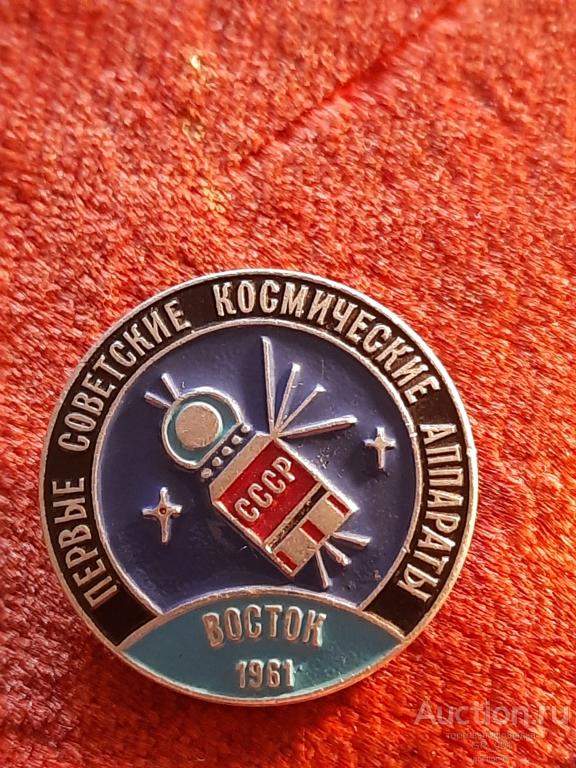 ПЕРВЫЕ СОВЕТСКИЕ КОСМИЧЕСКИЕ АППАРАТЫ
СССР
ВОСТОК
1961
Auction.ru